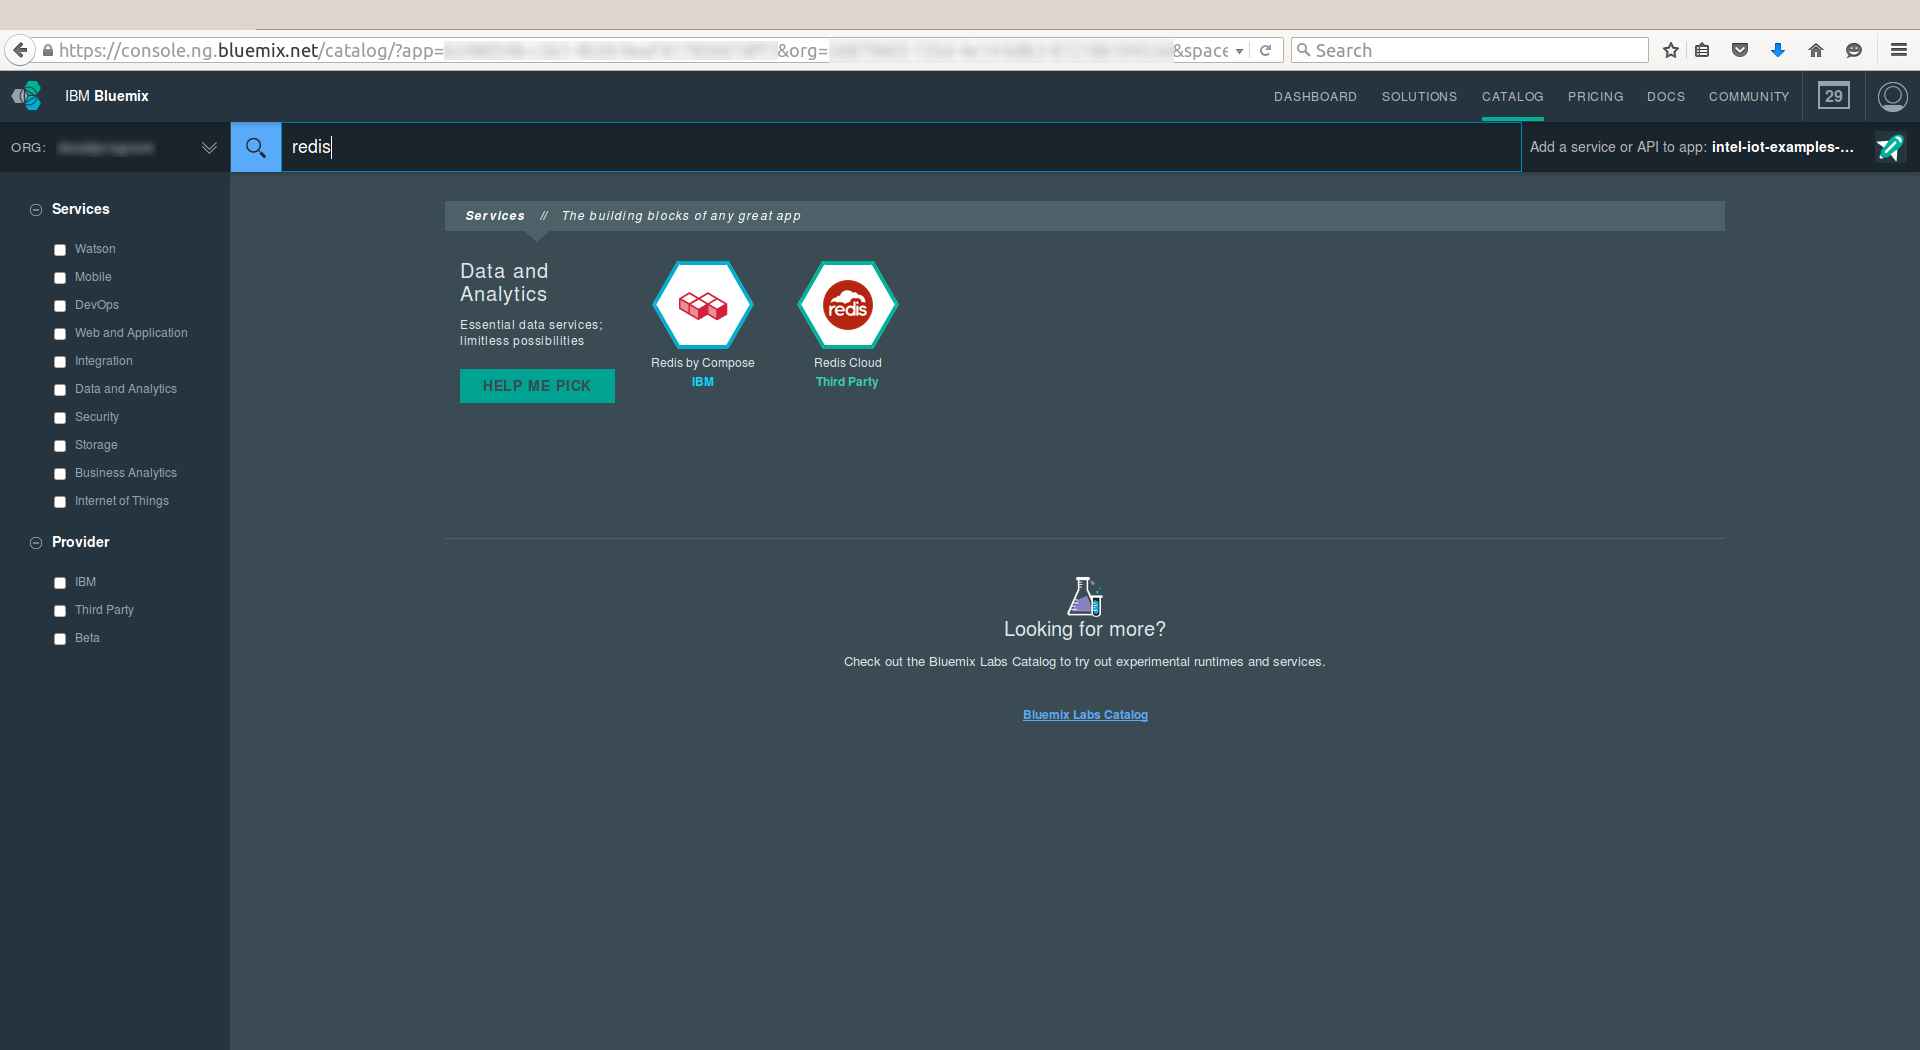 https://console.ng.bluemix.net/catalog/?app= &org= &space
Search
IBM Bluemix
DASHBOARD
SOLUTIONS
CATALOG
PRICING
DOCS
COMMUNITY
29
ORG:
redis
Add a service or API to app: intel-iot-examples-...
Services
Watson
Mobile
DevOps
Web and Application
Integration
Data and Analytics
Security
Storage
Business Analytics
Internet of Things
Provider
IBM
Third Party
Beta
Services // The building blocks of any great app
Data and
Analytics
Essential data services;
limitless possibilities
HELP ME PICK
Redis by Compose
IBM
redis
Redis Cloud
Third Party
Looking for more?
Check out the Bluemix Labs Catalog to try out experimental runtimes and services.
Bluemix Labs Catalog